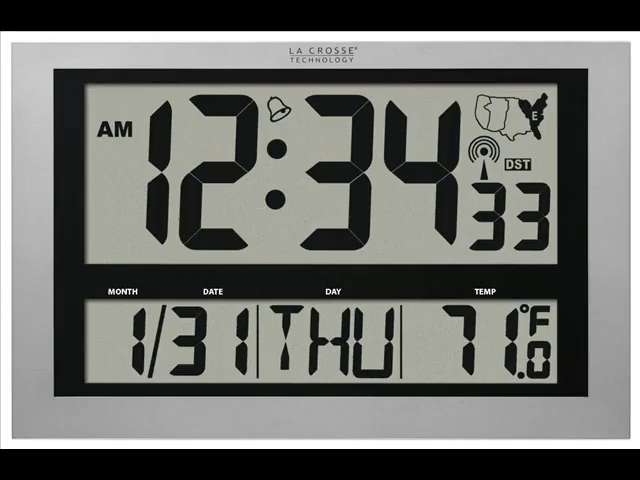 LA CROSSE®
TECHNOLOGY
AM 12:34 33
E
DST
MONTH DATE DAY TEMP
1/31 THU 71.0 °F